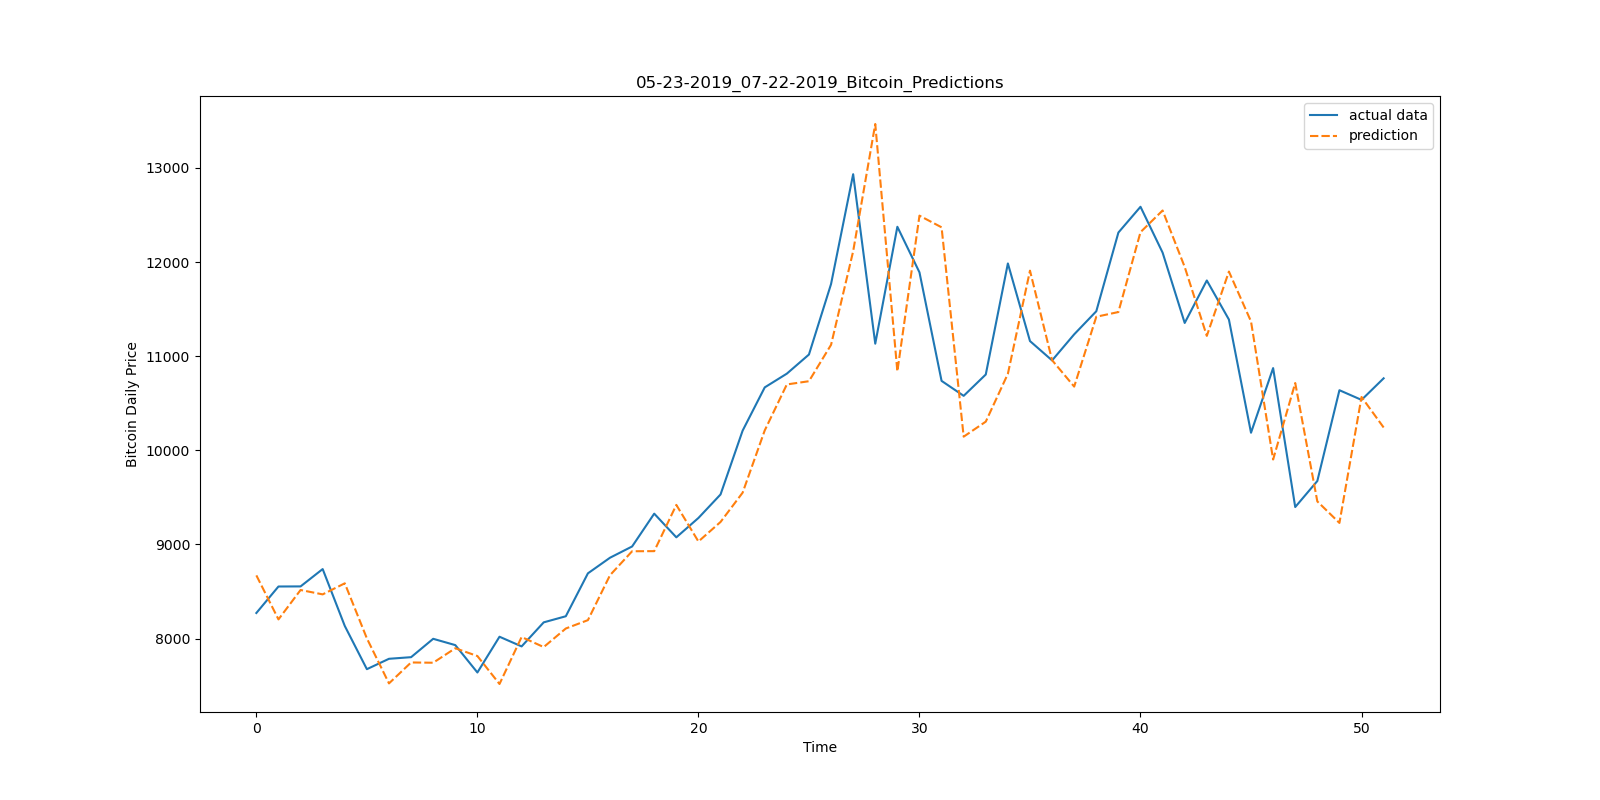 05-23-2019_07-22-2019_Bitcoin_Predictions
actual data
prediction
13000
12000
11000
10000
9000
8000
Bitcoin Daily Price
0 10 20 30 40 50
Time